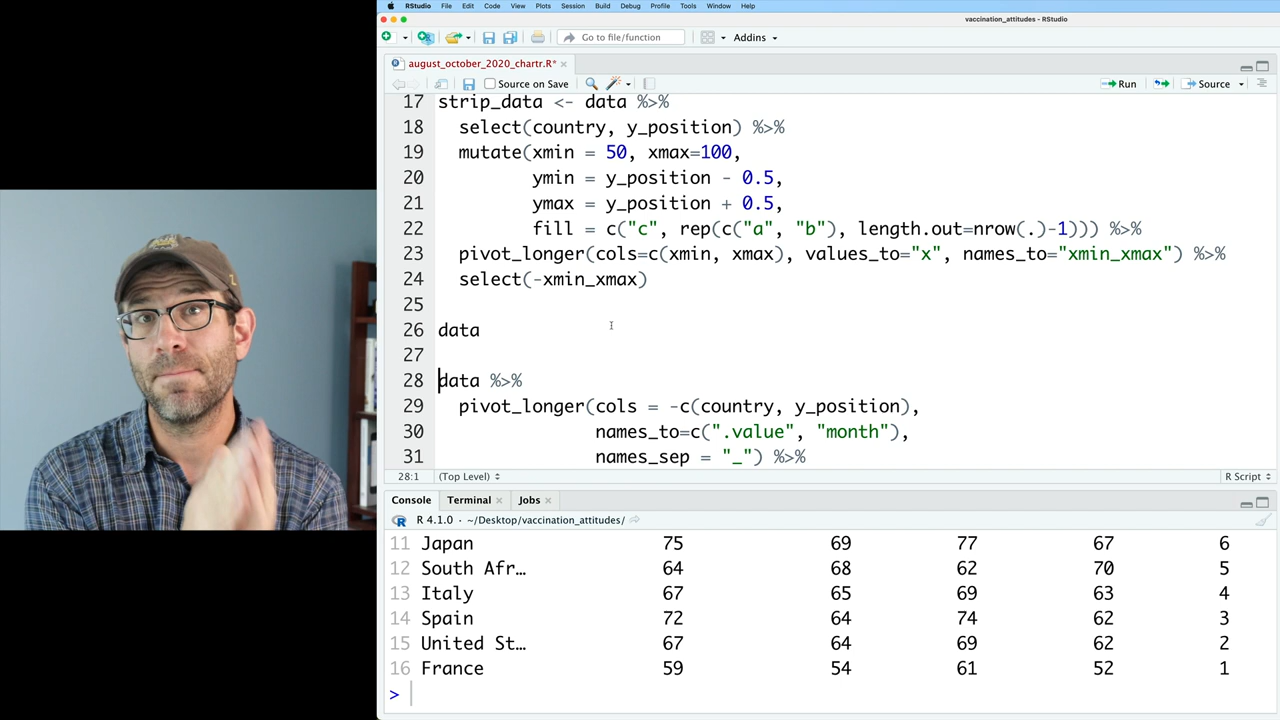 RStudio File Edit Code View Plots Session Build Debug Profile Tools Window Help
vaccination_attitudes - RStudio
Go to file/function
Addins
august_october_2020_chartr.R*
Source on Save
Run
Source
17 strip_data <- data %>%
18 select(country, y_position) %>%
19 mutate(xmin = 50, xmax=100,
20 ymin = y_position - 0.5,
21 ymax = y_position + 0.5,
22 fill = c("c", rep(c("a", "b"), length.out=nrow(.)-1))) %>%
23 pivot_longer(cols=c(xmin, xmax), values_to="x", names_to="xmin_xmax") %>%
24 select(-xmin_xmax)
25
26 data
27
28 data %>%
29 pivot_longer(cols = -c(country, y_position),
30 names_to=c(".value", "month"),
31 names_sep = "_") %>%
28:1 (Top Level) R Script
Console Terminal Jobs
R 4.1.0 · ~/Desktop/vaccination_attitudes/
11 Japan 75 69 77 67 6
12 South Afr… 64 68 62 70 5
13 Italy 67 65 69 63 4
14 Spain 72 64 74 62 3
15 United St… 67 64 69 62 2
16 France 59 54 61 52 1
>